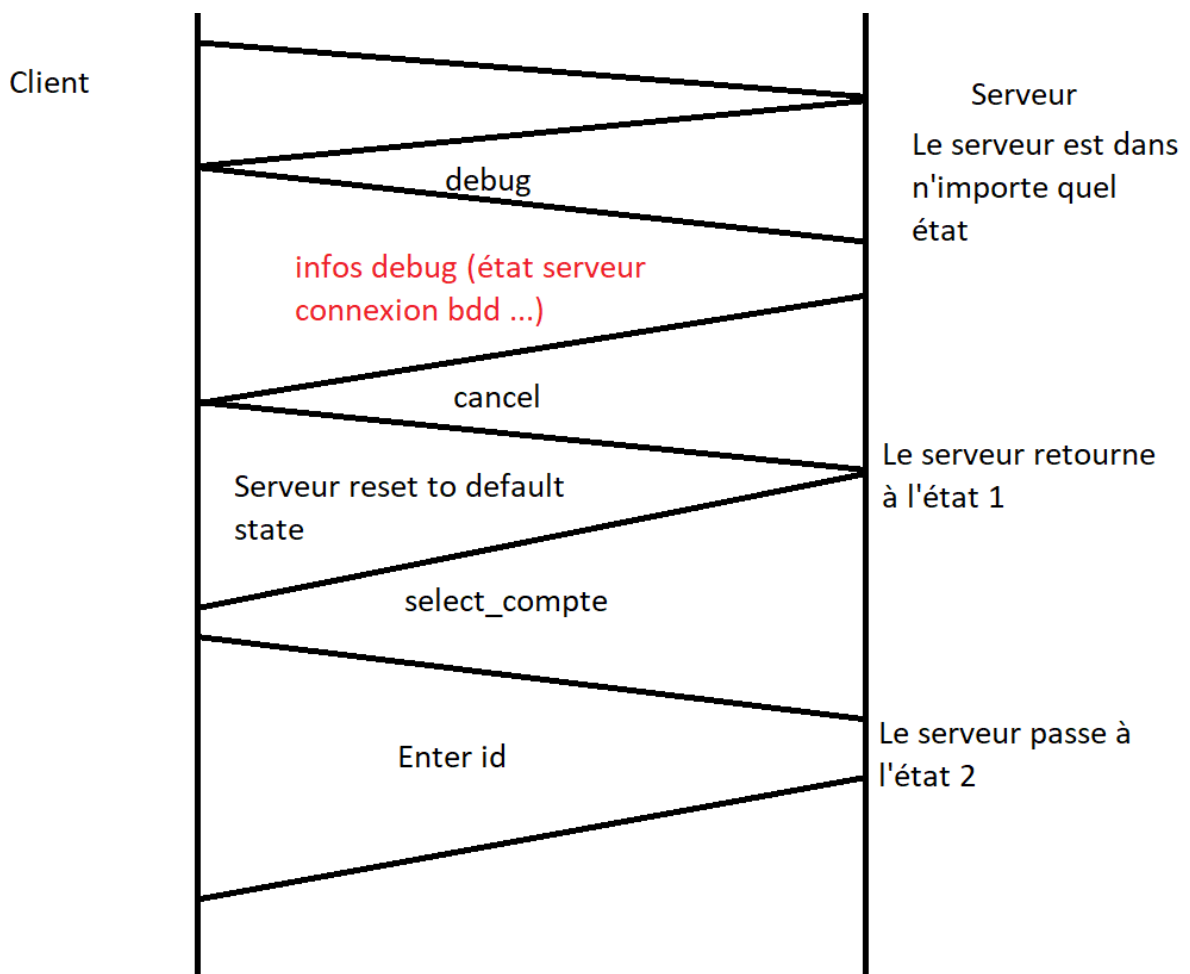 Client
Serveur
Le serveur est dans
n'importe quel
état
debug
infos debug (état serveur
connexion bdd ...)
cancel
Le serveur retourne
à l'état 1
Serveur reset to default
state
select_compte
Le serveur passe à
l'état 2
Enter id